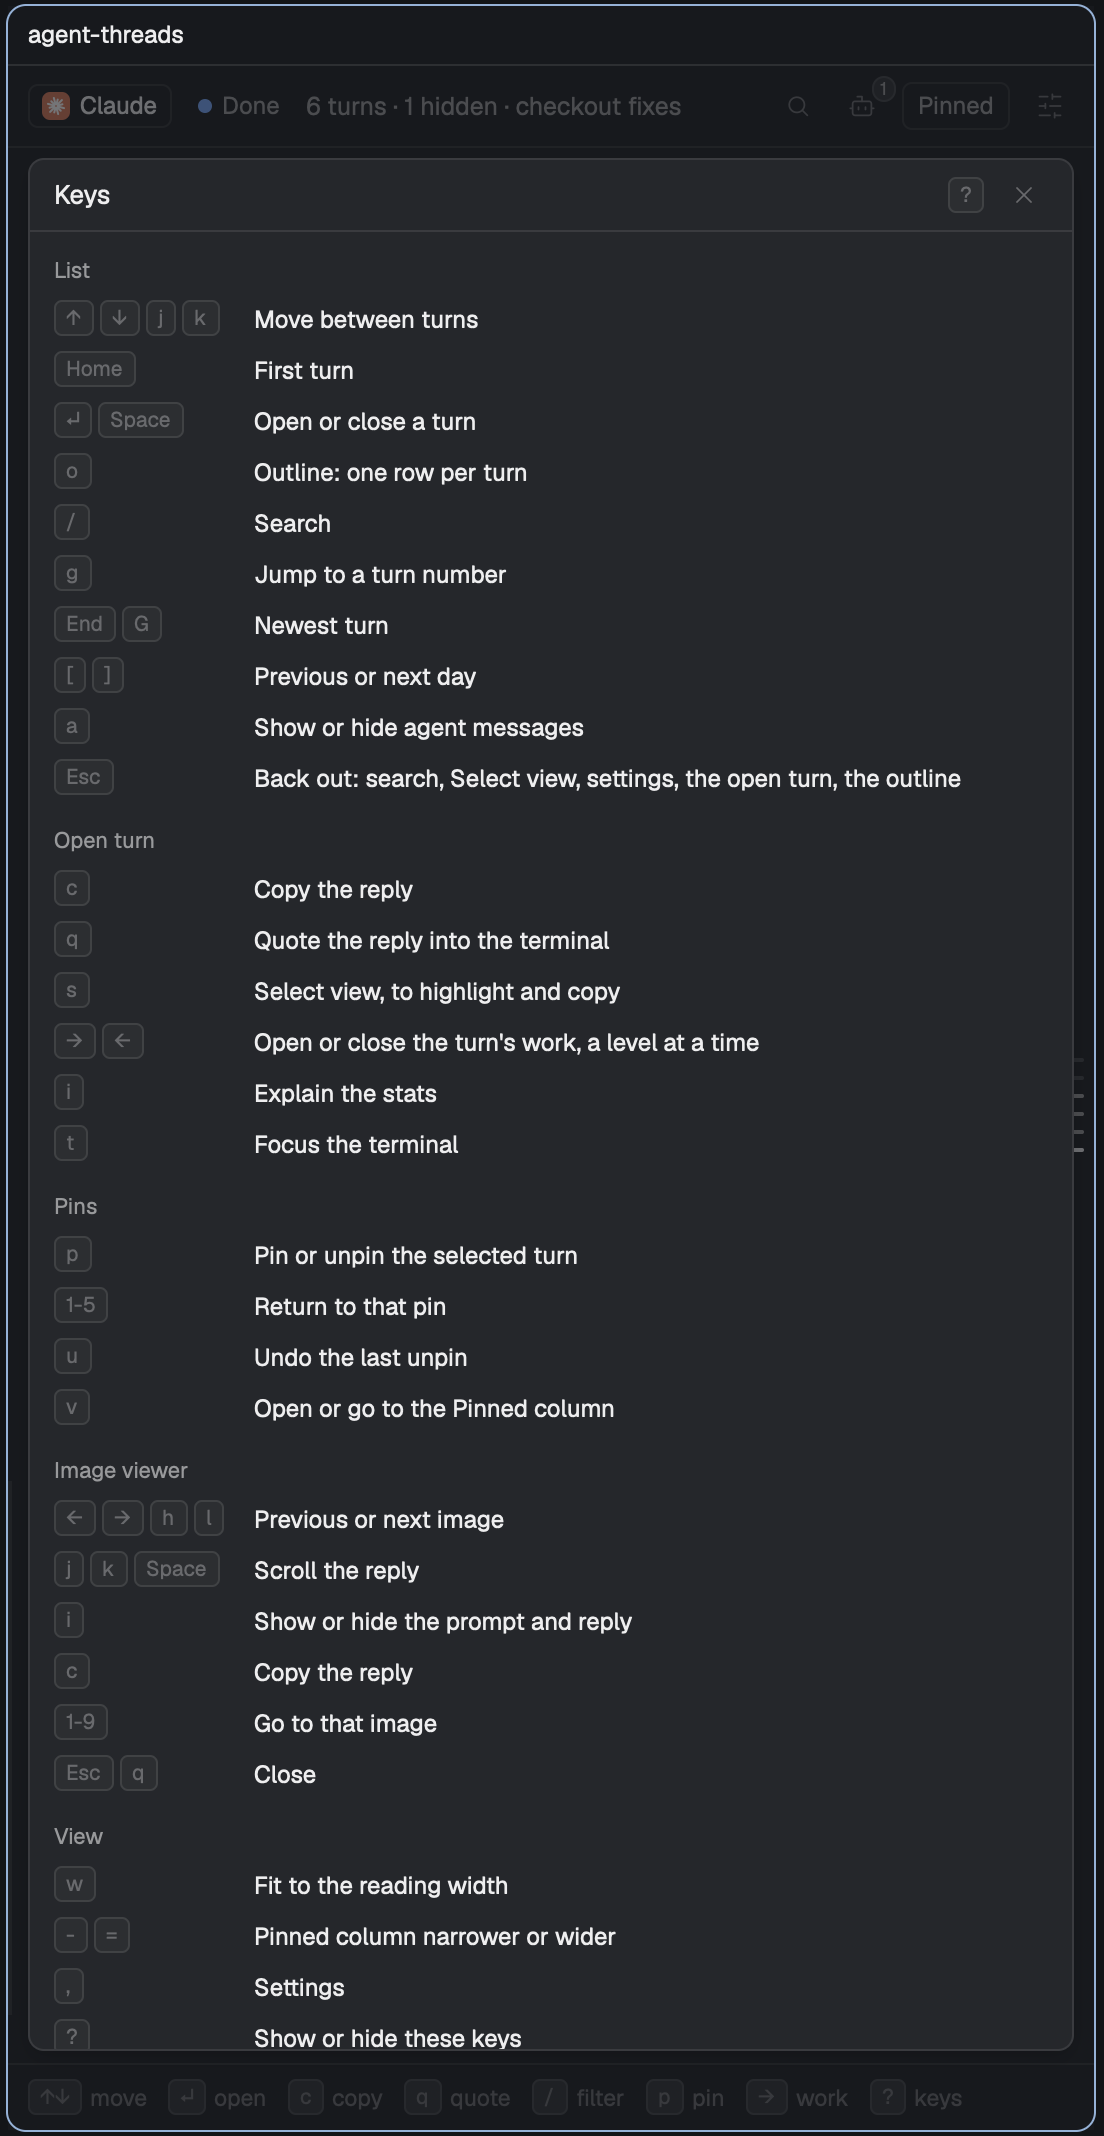 agent-threads
Claude Done 6 turns · 1 hidden · checkout fixes 1 Pinned
Keys ?
List
↑ ↓ j k Move between turns
Home First turn
↵ Space Open or close a turn
o Outline: one row per turn
/ Search
g Jump to a turn number
End G Newest turn
[ ] Previous or next day
a Show or hide agent messages
Esc Back out: search, Select view, settings, the open turn, the outline
Open turn
c Copy the reply
q Quote the reply into the terminal
s Select view, to highlight and copy
→ ← Open or close the turn's work, a level at a time
i Explain the stats
t Focus the terminal
Pins
p Pin or unpin the selected turn
1-5 Return to that pin
u Undo the last unpin
v Open or go to the Pinned column
Image viewer
← → h l Previous or next image
j k Space Scroll the reply
i Show or hide the prompt and reply
c Copy the reply
1-9 Go to that image
Esc q Close
View
w Fit to the reading width
- = Pinned column narrower or wider
, Settings
? Show or hide these keys
↑↓ move ↵ open c copy q quote / filter p pin → work ? keys